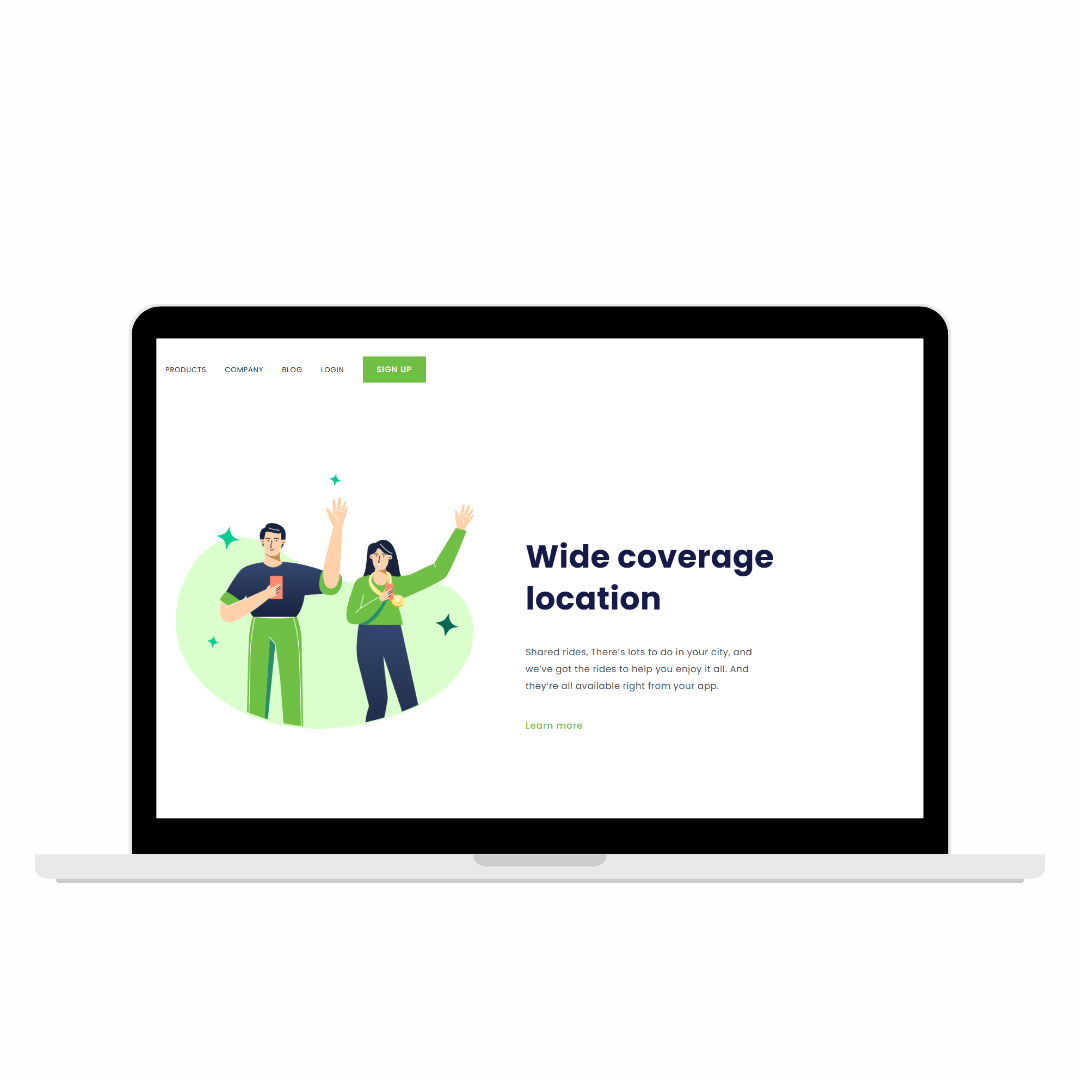 PRODUCTS COMPANY BLOG LOGIN SIGN UP
Wide coverage
location
Shared rides, There's lots to do in your city, and
we've got the rides to help you enjoy it all. And
they're all available right from your app.
Learn more